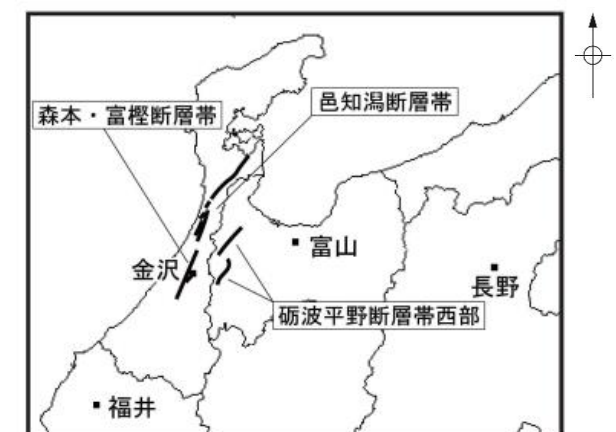 邑知潟断層帯
森本・富樫断層帯
富山
金沢
長野
砺波平野断層帯西部
福井